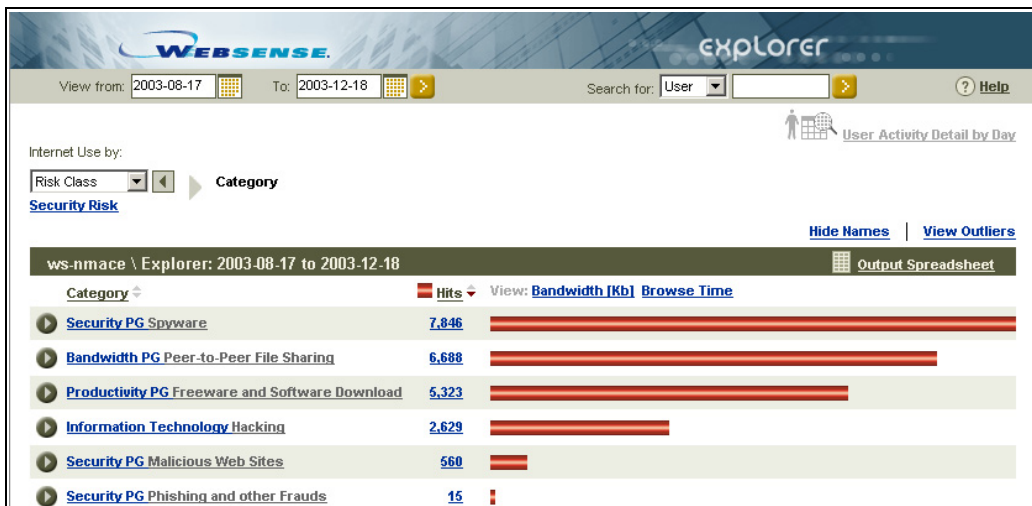 WEBSENSE.
explorer
View from: 2003-08-17 To: 2003-12-18 Search for: User ? Help
User Activity Detail by Day
Internet Use by:
Risk Class Category
Security Risk
Hide Names | View Outliers
ws-nmace \ Explorer: 2003-08-17 to 2003-12-18 Output Spreadsheet
Category Hits View: Bandwidth [Kb] Browse Time
Security PG Spyware 7,846
Bandwidth PG Peer-to-Peer File Sharing 6,688
Productivity PG Freeware and Software Download 5,323
Information Technology Hacking 2,629
Security PG Malicious Web Sites 560
Security PG Phishing and other Frauds 15